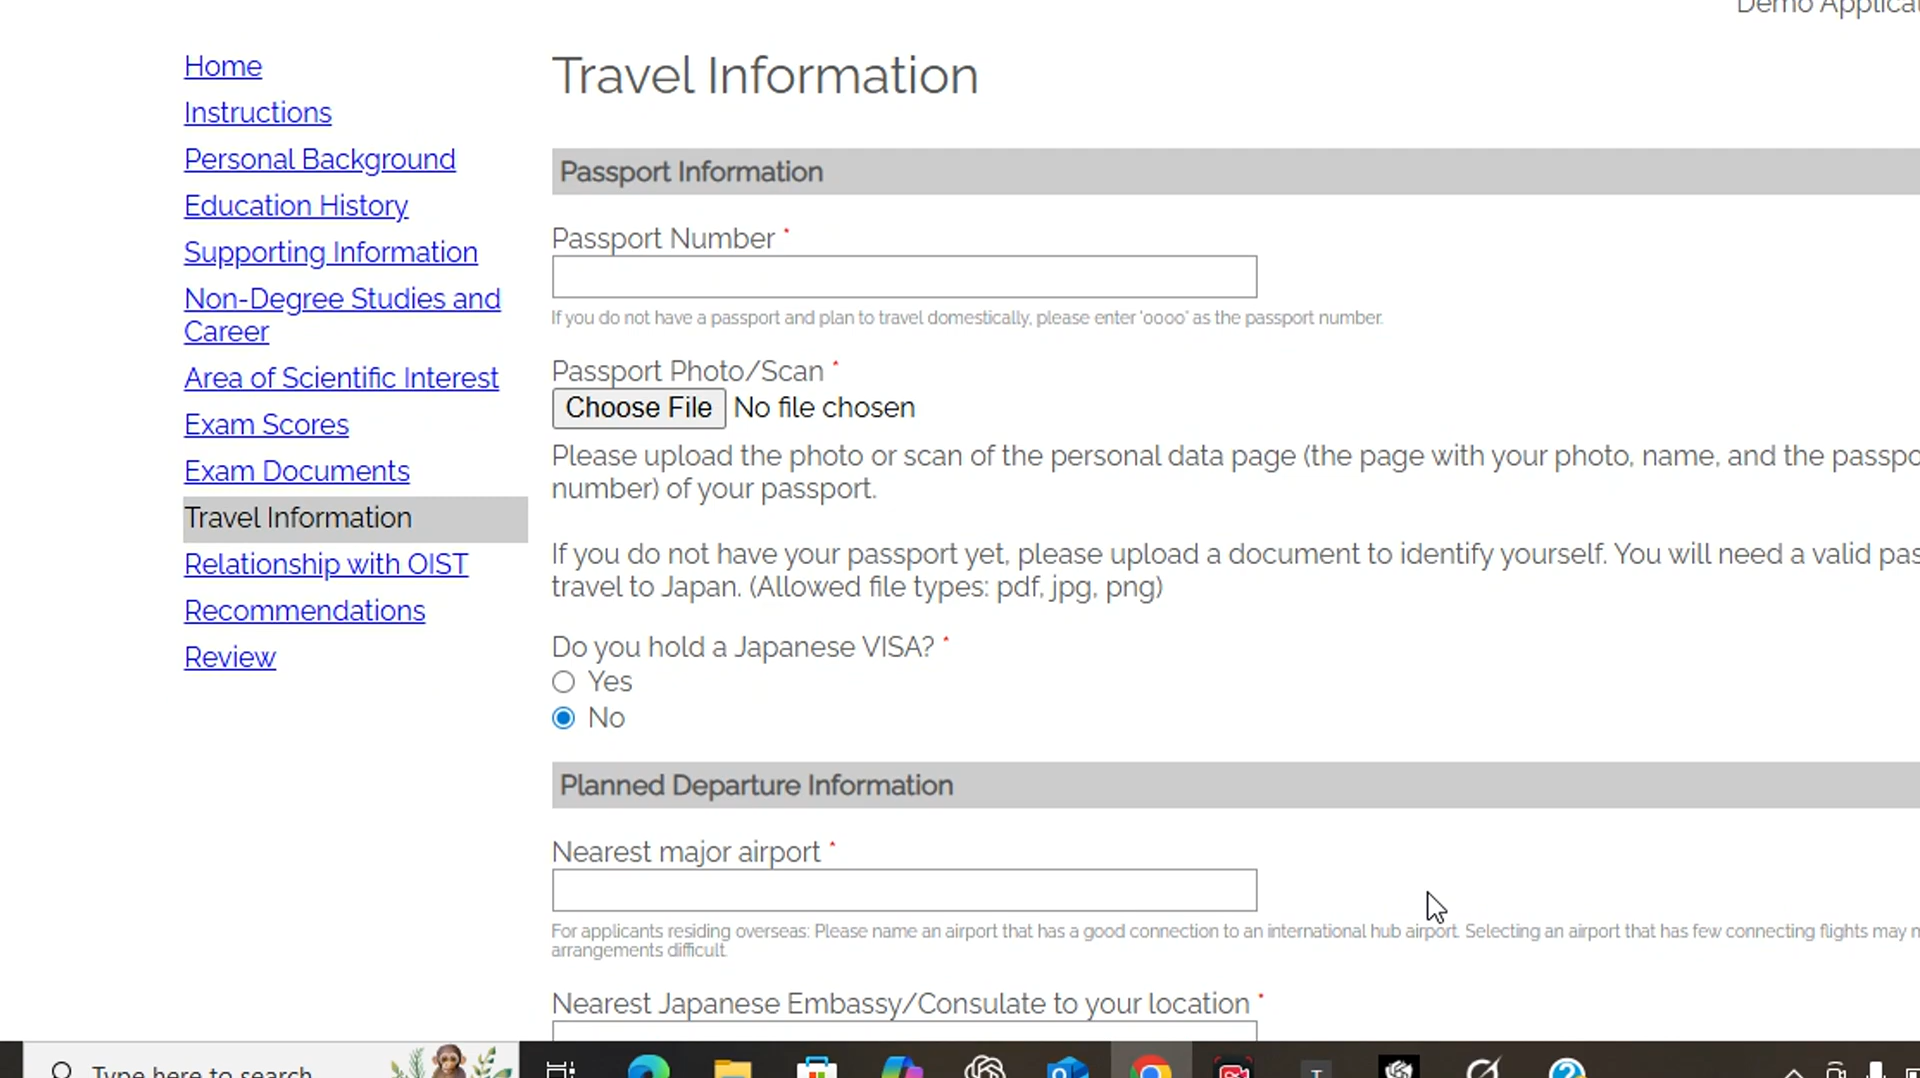 Demo Applicat
Home
Instructions
Personal Background
Education History
Supporting Information
Non-Degree Studies and
Career
Area of Scientific Interest
Exam Scores
Exam Documents
Travel Information
Relationship with OIST
Recommendations
Review
Travel Information
Passport Information
Passport Number *
If you do not have a passport and plan to travel domestically, please enter '0000' as the passport number.
Passport Photo/Scan *
Choose File No file chosen
Please upload the photo or scan of the personal data page (the page with your photo, name, and the passpo
number) of your passport.
If you do not have your passport yet, please upload a document to identify yourself. You will need a valid pas
travel to Japan. (Allowed file types: pdf, jpg, png)
Do you hold a Japanese VISA? *
Yes
No
Planned Departure Information
Nearest major airport *
For applicants residing overseas: Please name an airport that has a good connection to an international hub airport. Selecting an airport that has few connecting flights may m
arrangements difficult.
Nearest Japanese Embassy/Consulate to your location *
Type here to search